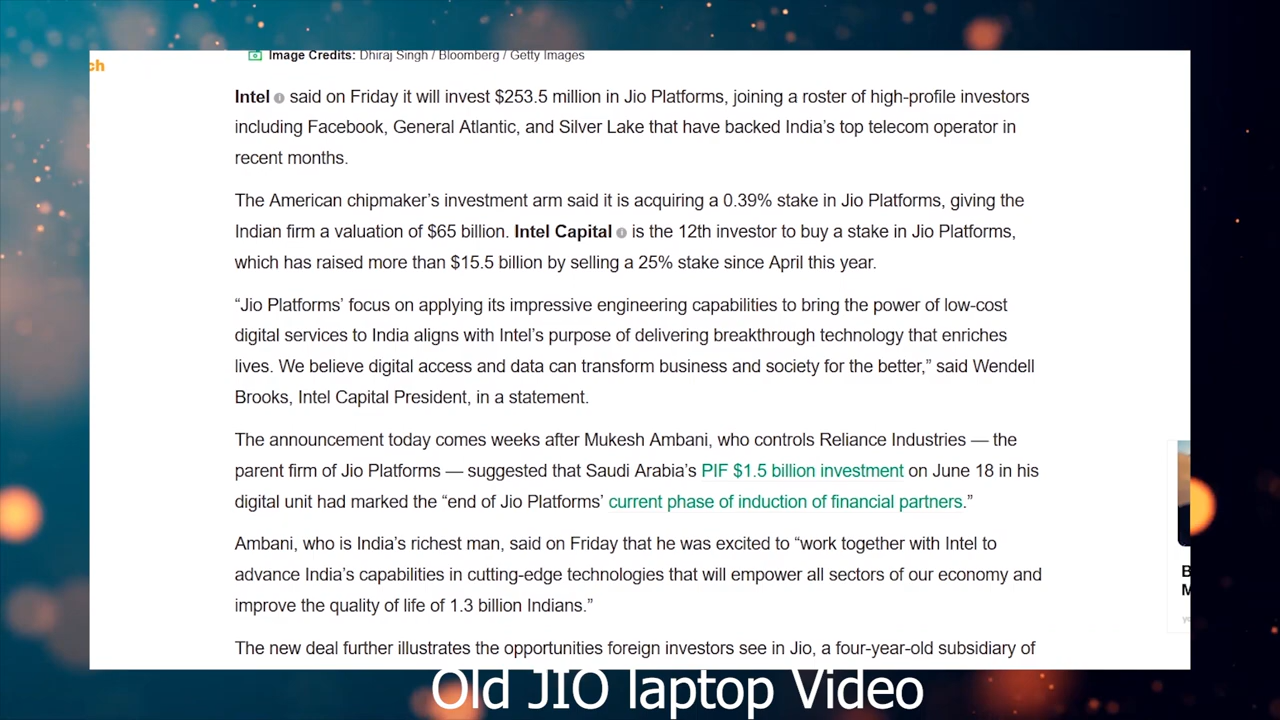 Image Credits: Dhiraj Singh / Bloomberg / Getty Images
ch
Intel said on Friday it will invest $253.5 million in Jio Platforms, joining a roster of high-profile investors
including Facebook, General Atlantic, and Silver Lake that have backed India’s top telecom operator in
recent months.
The American chipmaker’s investment arm said it is acquiring a 0.39% stake in Jio Platforms, giving the
Indian firm a valuation of $65 billion. Intel Capital is the 12th investor to buy a stake in Jio Platforms,
which has raised more than $15.5 billion by selling a 25% stake since April this year.
“Jio Platforms’ focus on applying its impressive engineering capabilities to bring the power of low-cost
digital services to India aligns with Intel’s purpose of delivering breakthrough technology that enriches
lives. We believe digital access and data can transform business and society for the better,” said Wendell
Brooks, Intel Capital President, in a statement.
The announcement today comes weeks after Mukesh Ambani, who controls Reliance Industries — the
parent firm of Jio Platforms — suggested that Saudi Arabia’s PIF $1.5 billion investment on June 18 in his
digital unit had marked the “end of Jio Platforms’ current phase of induction of financial partners.”
Ambani, who is India’s richest man, said on Friday that he was excited to “work together with Intel to
advance India’s capabilities in cutting-edge technologies that will empower all sectors of our economy and
improve the quality of life of 1.3 billion Indians.”
The new deal further illustrates the opportunities foreign investors see in Jio, a four-year-old subsidiary of
B
M
Old JIO laptop Video